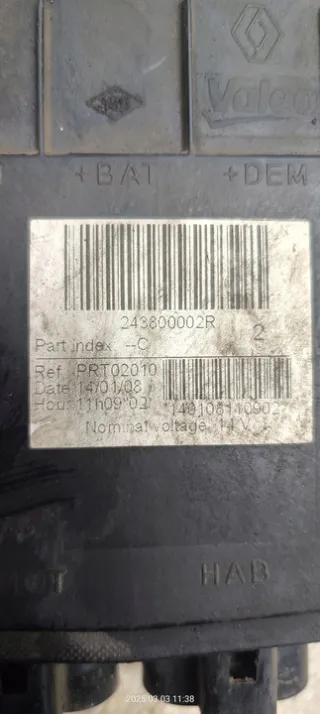 Valeo
+BAT +DEM
243800002R
Part index. --C 2
Ref. :PRT02010
Date:14/01/08
Hour:11h09'02
140108110902
Nominal voltage: 14 V
HAB
2025.03.03 11:38